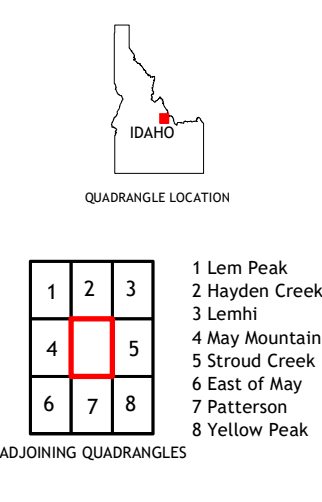 IDAHO
QUADRANGLE LOCATION
1 2 3
4 5
6 7 8
1 Lem Peak
2 Hayden Creek
3 Lemhi
4 May Mountain
5 Stroud Creek
6 East of May
7 Patterson
8 Yellow Peak
ADJOINING QUADRANGLES